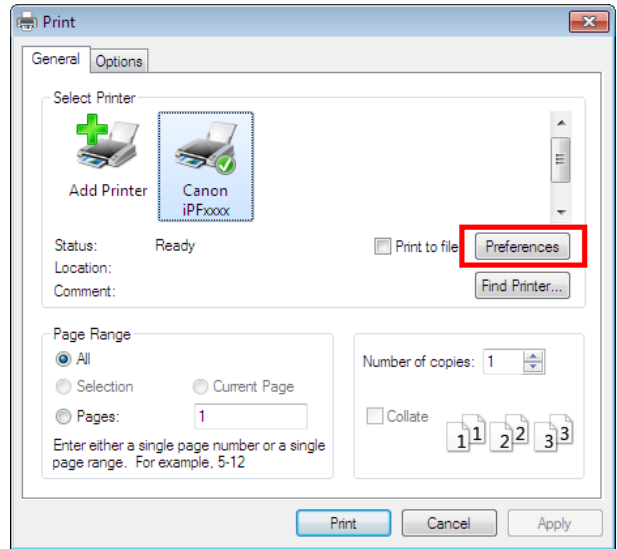 Print
General Options
Select Printer
Add Printer
Canon
iPFxxxx
Status: Ready
Print to file
Preferences
Location:
Comment:
Find Printer...
Page Range
All
Selection
Current Page
Pages: 1
Enter either a single page number or a single
page range. For example, 5-12
Number of copies: 1
Collate
1 1 2 2 3 3
Print Cancel Apply